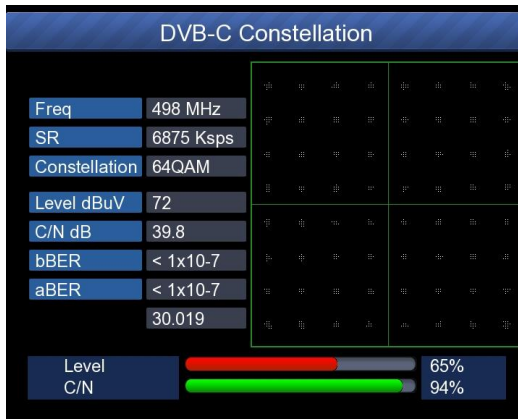 DVB-C Constellation
Freq 498 MHz
SR 6875 Ksps
Constellation 64QAM
Level dBuV 72
C/N dB 39.8
bBER < 1x10-7
aBER < 1x10-7
30.019
Level 65%
C/N 94%